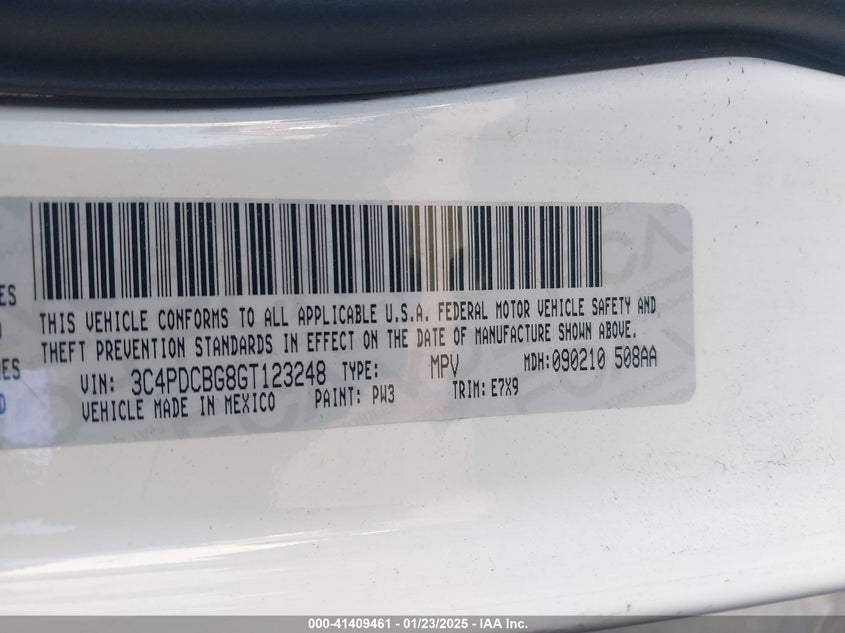 ES
THIS VEHICLE CONFORMS TO ALL APPLICABLE U.S.A. FEDERAL MOTOR VEHICLE SAFETY AND
THEFT PREVENTION STANDARDS IN EFFECT ON THE DATE OF MANUFACTURE SHOWN ABOVE.
ES
VIN: 3C4PDCBG8GT123248 TYPE: MPV MDH:090210 508AA
D
VEHICLE MADE IN MEXICO PAINT: PW3 TRIM: E7X9
000-41409461 - 01/23/2025 - IAA Inc.